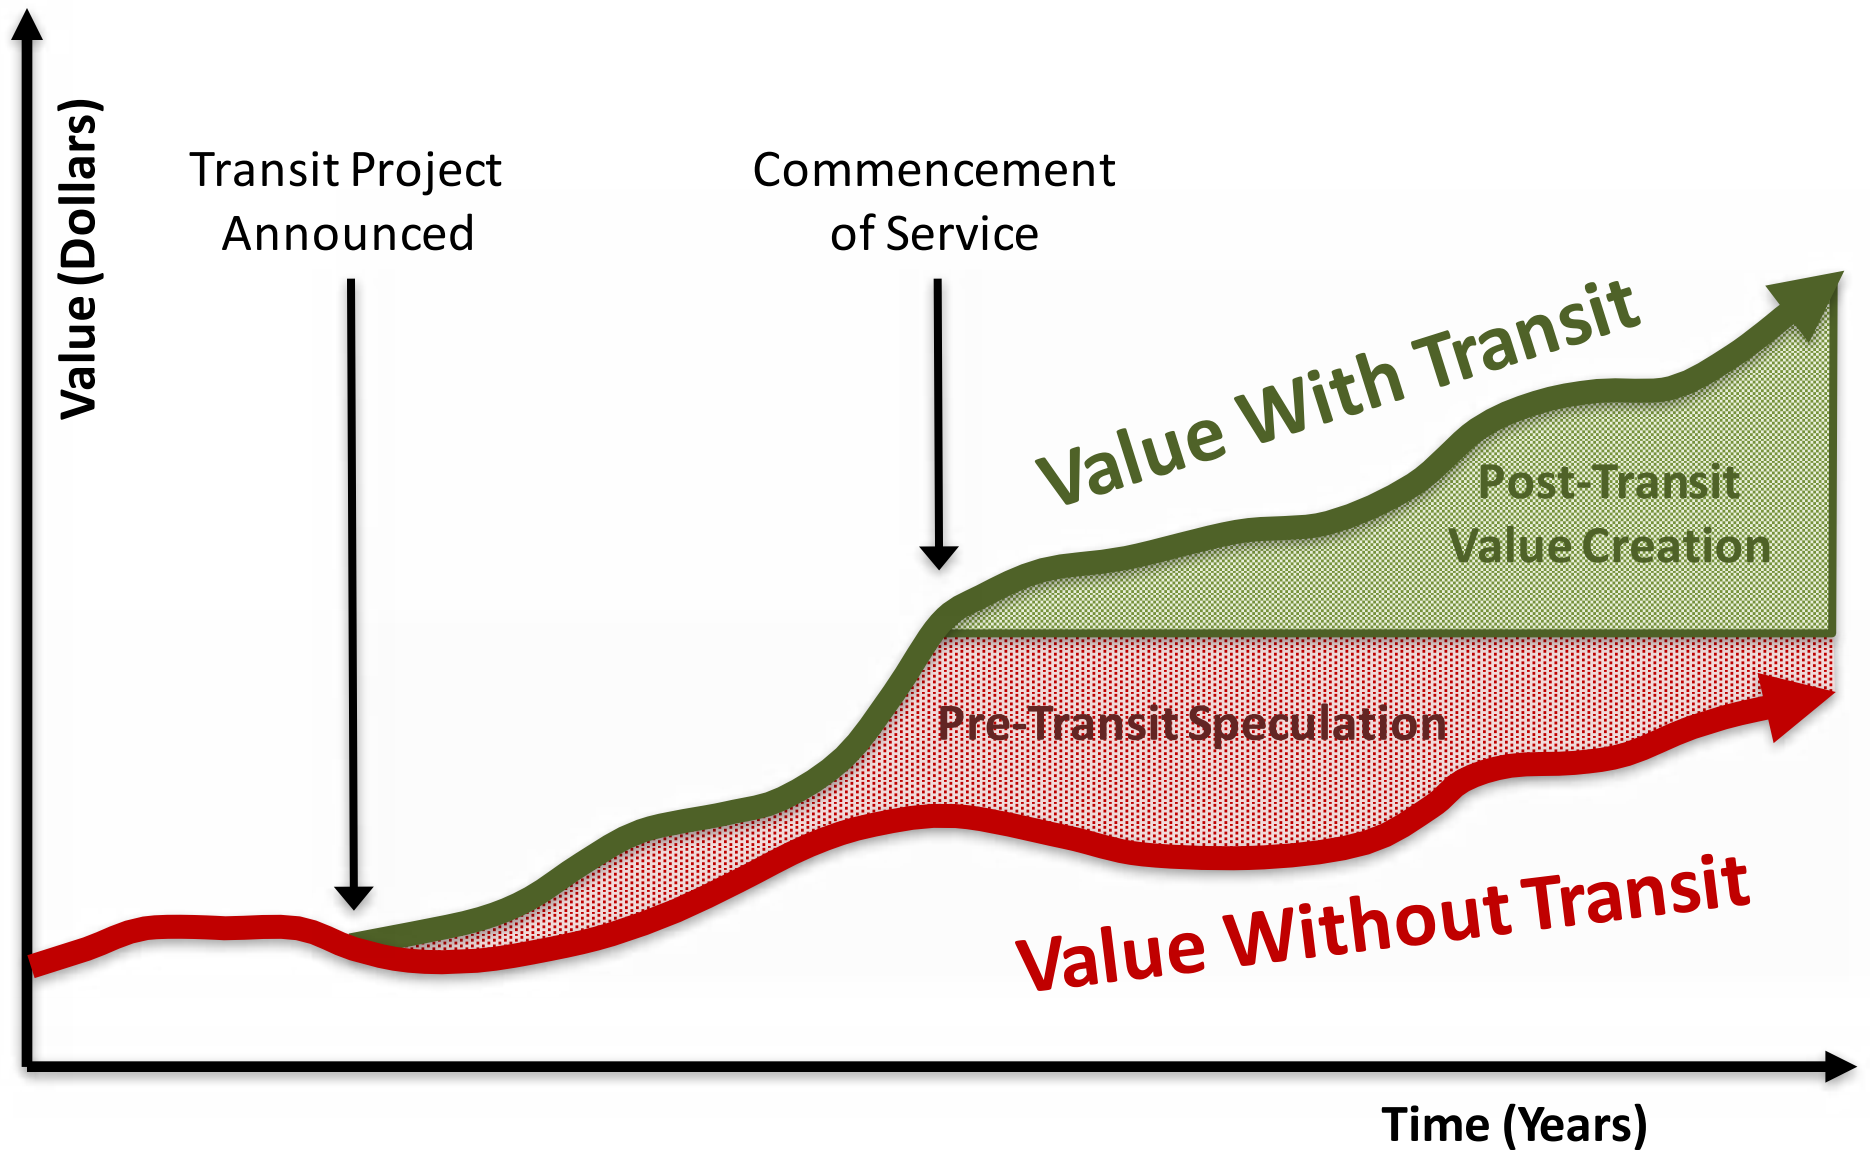 Value (Dollars)
Transit Project
Announced
Commencement
of Service
Value With Transit
Post-Transit
Value Creation
Pre-Transit Speculation
Value Without Transit
Time (Years)